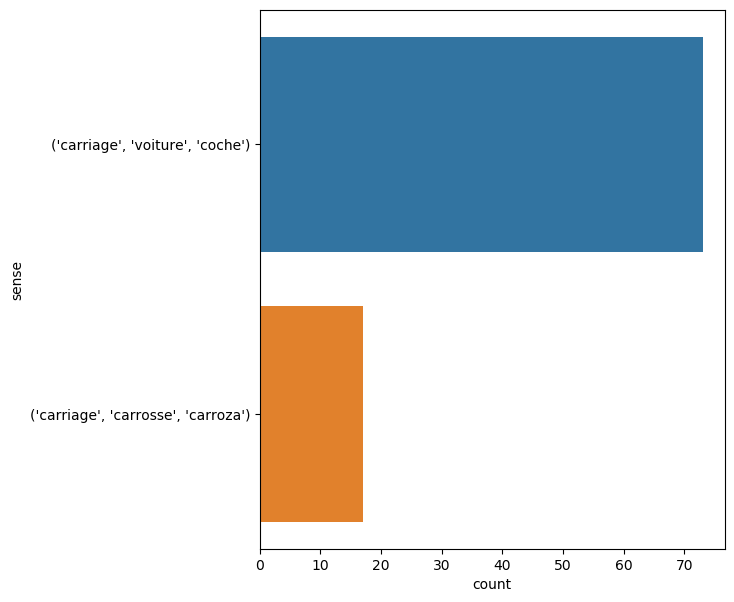 sense
('carriage', 'voiture', 'coche')
('carriage', 'carrosse', 'carroza')
0 10 20 30 40 50 60 70
count